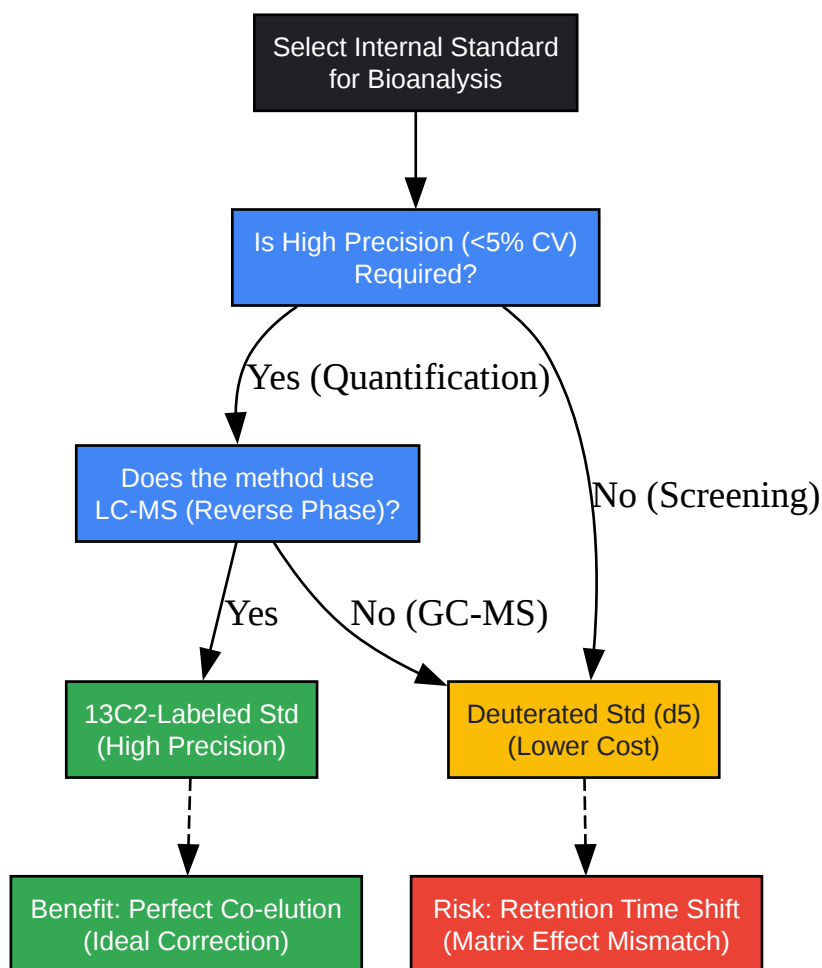 Select Internal Standard
for Bioanalysis
Is High Precision (<5% CV)
Required?
Yes (Quantification)
Does the method use
LC-MS (Reverse Phase)?
No (Screening)
Yes
No (GC-MS)
13C2-Labeled Std
(High Precision)
Deuterated Std (d5)
(Lower Cost)
Benefit: Perfect Co-elution
(Ideal Correction)
Risk: Retention Time Shift
(Matrix Effect Mismatch)